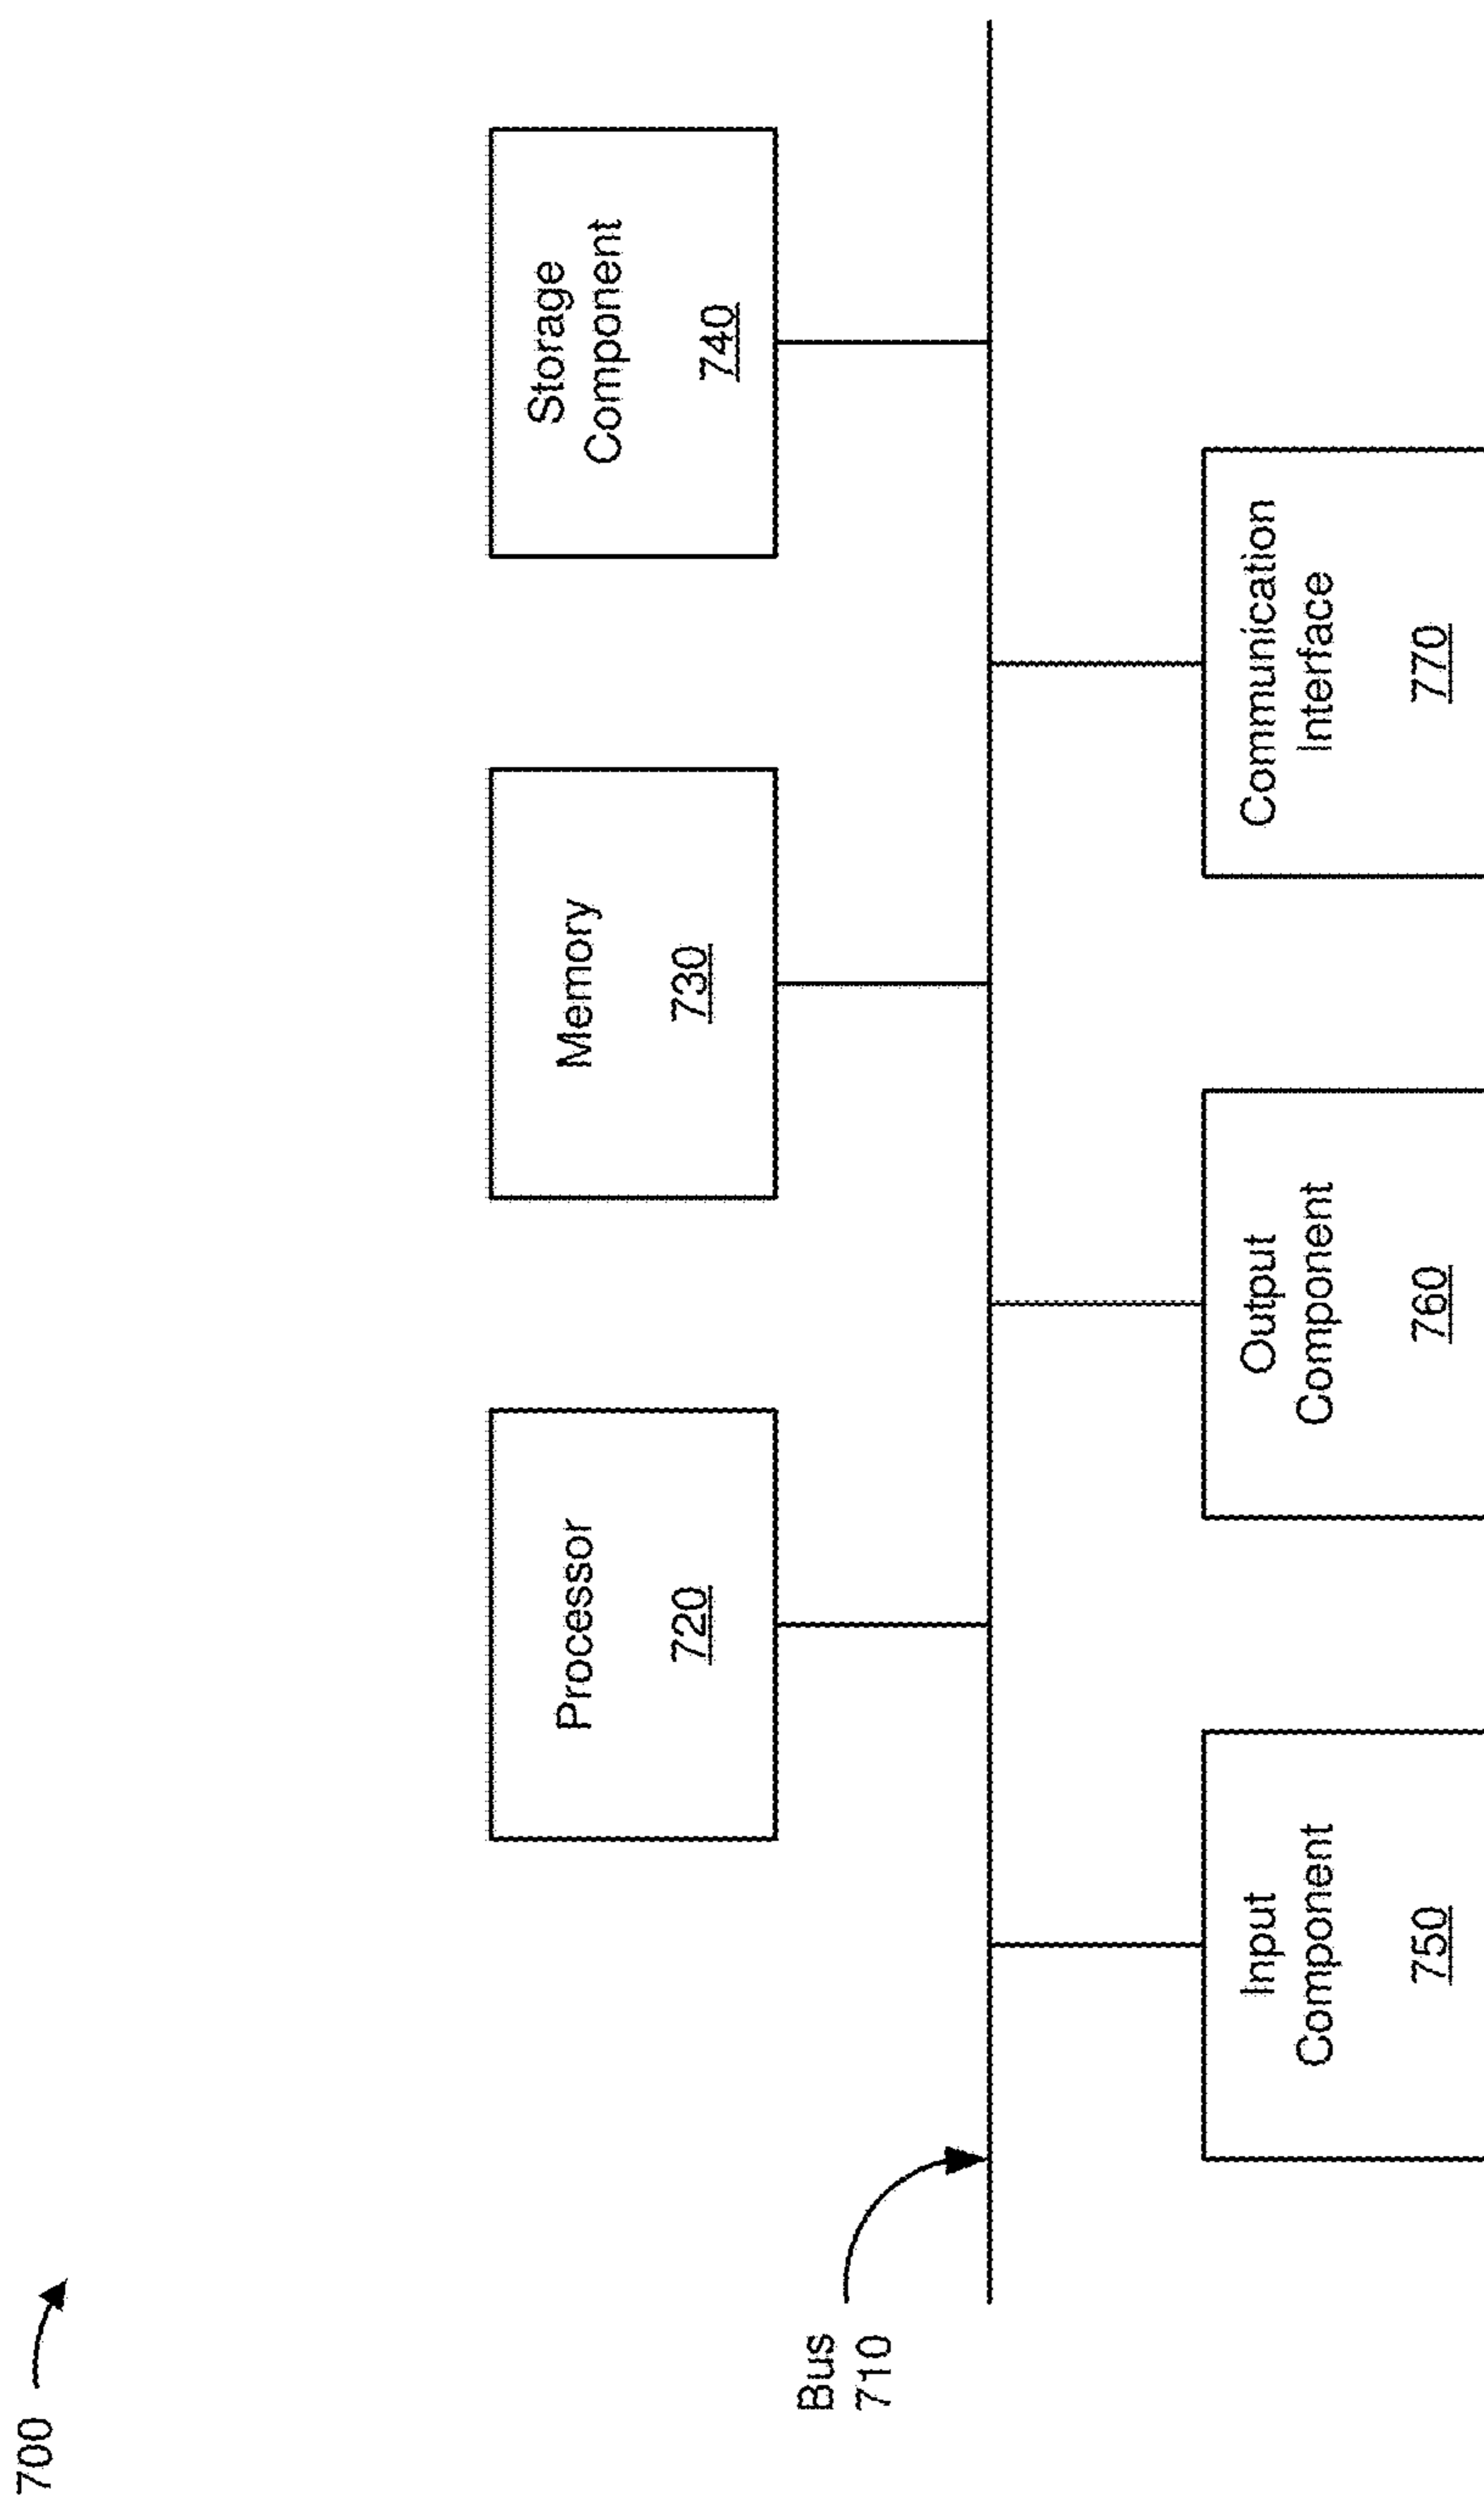 700
Processor
720
Memory
730
Storage
Component
740
Bus
710
Input
Component
750
Output
Component
760
Communication
Interface
770